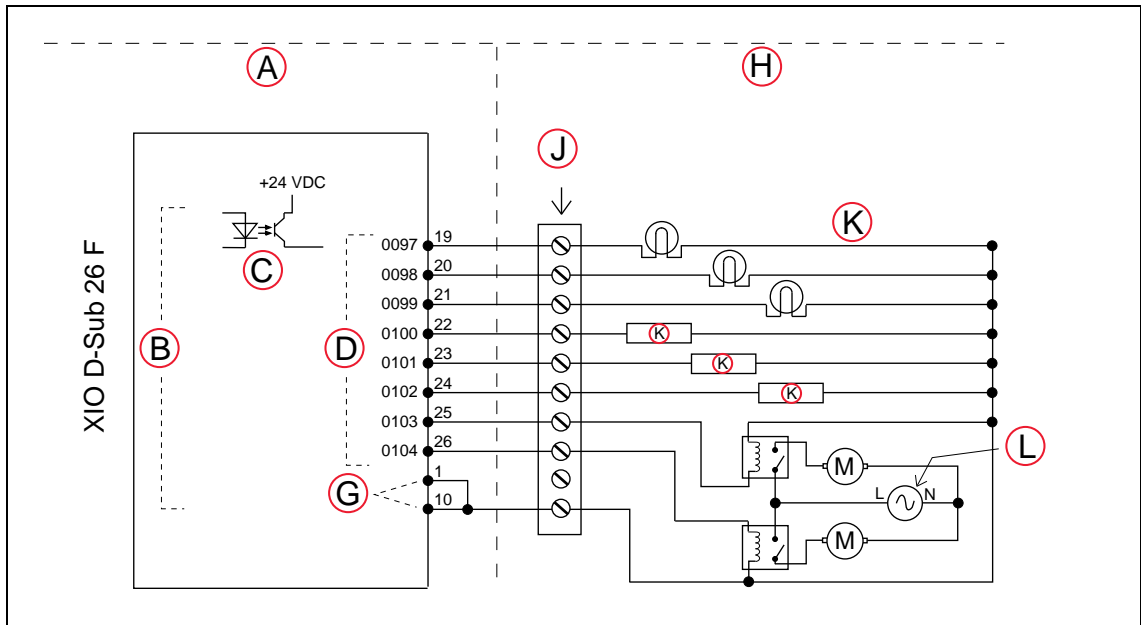 A
H
J
+24 VDC
C
K
XIO D-Sub 26 F
B
D
0097 19
0098 20
0099 21
0100 22
K
0101 23
K
0102 24
K
0103 25
0104 26
G
1
10
M
L
L N
M